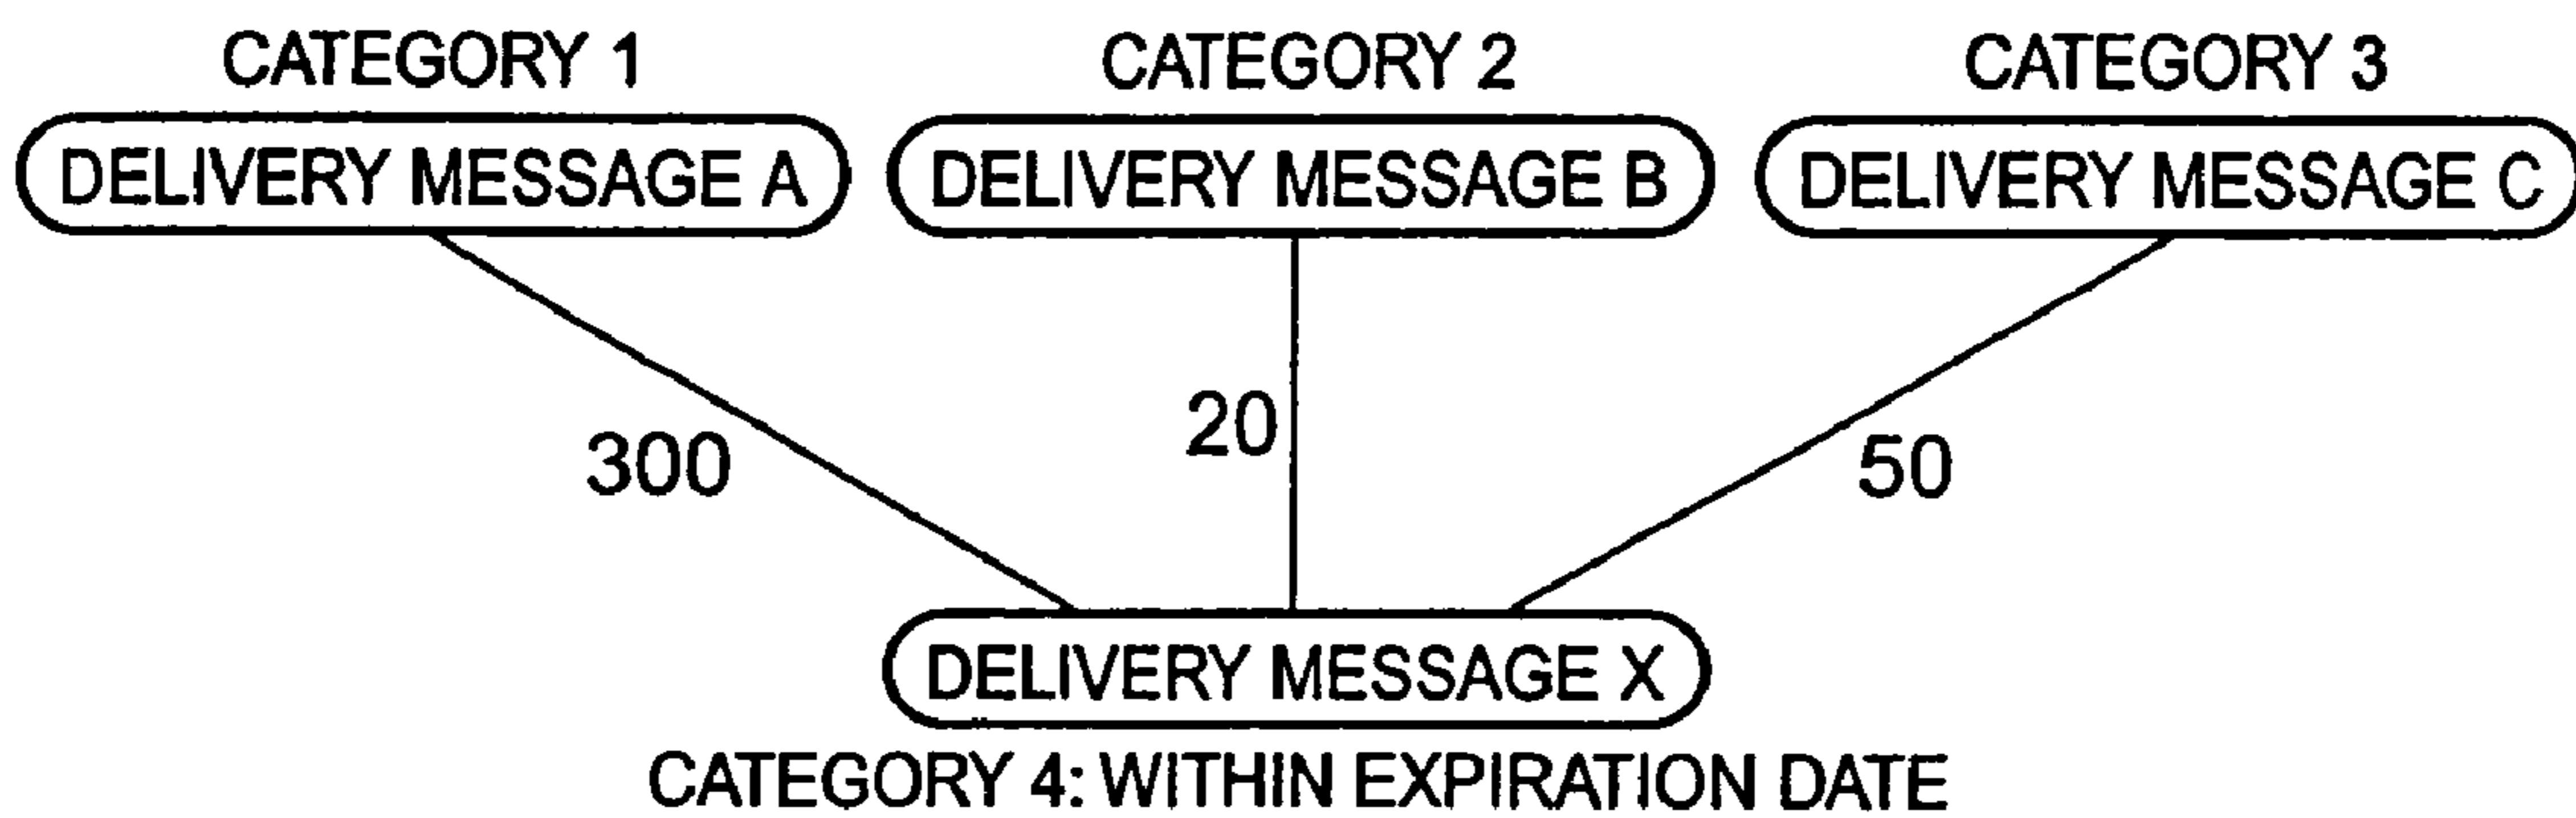 CATEGORY 1
CATEGORY 2
CATEGORY 3
DELIVERY MESSAGE A
DELIVERY MESSAGE B
DELIVERY MESSAGE C
300
20
50
DELIVERY MESSAGE X
CATEGORY 4: WITHIN EXPIRATION DATE